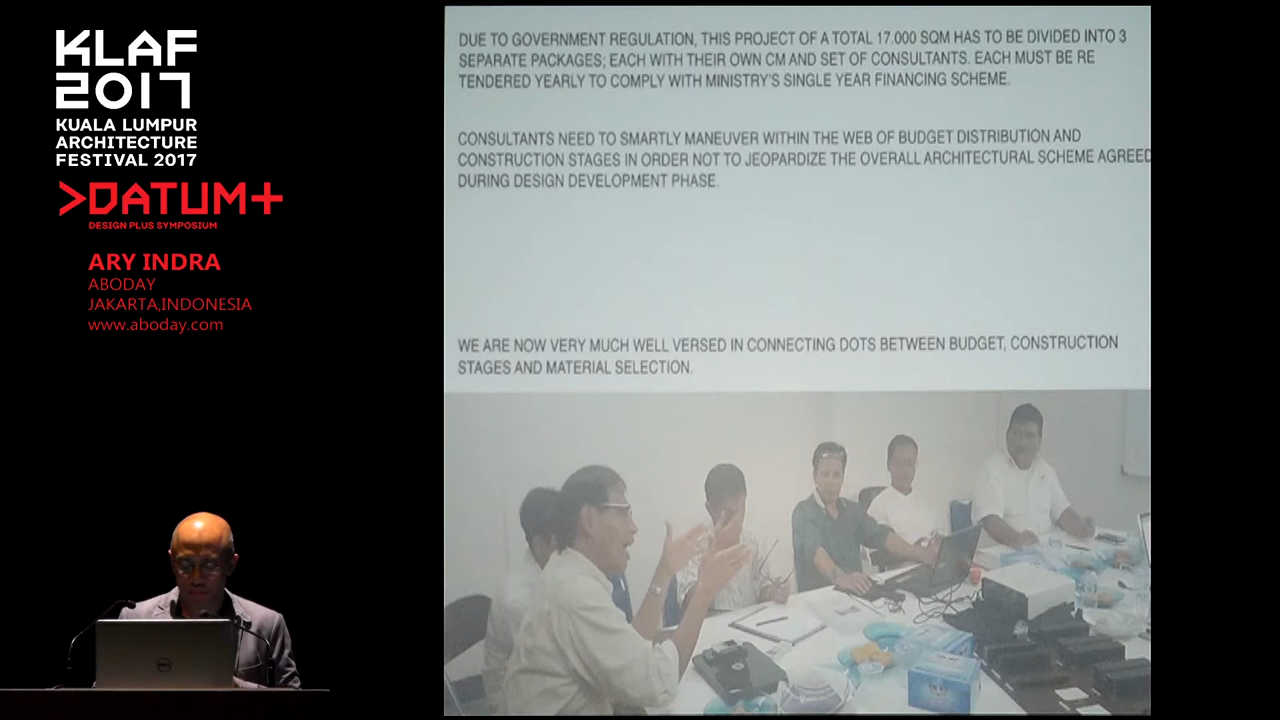 KLAF
2017
KUALA LUMPUR
ARCHITECTURE
FESTIVAL 2017
>DATUM+
DESIGN PLUS SYMPOSIUM
ARY INDRA
ABODAY
JAKARTA,INDONESIA
www.aboday.com
DUE TO GOVERNMENT REGULATION, THIS PROJECT OF A TOTAL 17.000 SQM HAS TO BE DIVIDED INTO 3
SEPARATE PACKAGES; EACH WITH THEIR OWN CM AND SET OF CONSULTANTS. EACH MUST BE RE
TENDERED YEARLY TO COMPLY WITH MINISTRY'S SINGLE YEAR FINANCING SCHEME.
CONSULTANTS NEED TO SMARTLY MANEUVER WITHIN THE WEB OF BUDGET DISTRIBUTION AND
CONSTRUCTION STAGES IN ORDER NOT TO JEOPARDIZE THE OVERALL ARCHITECTURAL SCHEME AGREED
DURING DESIGN DEVELOPMENT PHASE.
WE ARE NOW VERY MUCH WELL VERSED IN CONNECTING DOTS BETWEEN BUDGET, CONSTRUCTION
STAGES AND MATERIAL SELECTION.
DELL